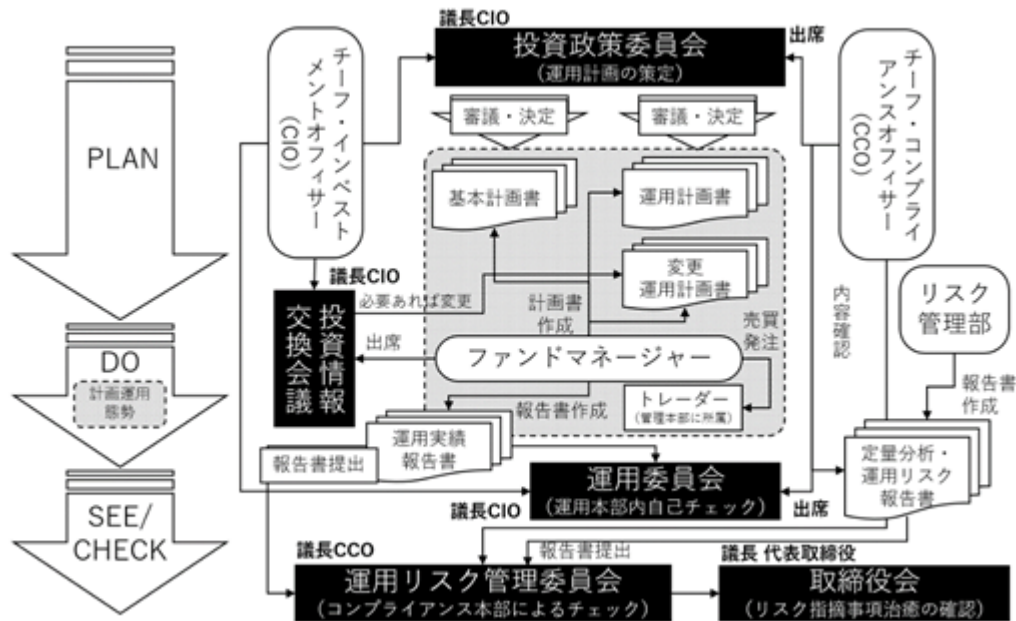 PLAN
DO
計画運用
態勢
SEE/
CHECK
チーフ・インベスト
メントオフィサー
(CIO)
議長CIO
投資政策委員会
(運用計画の策定)
出席
チーフ・コンプライ
アンスオフィサー
(CCO)
審議・決定
審議・決定
基本計画書
運用計画書
変更
運用計画書
議長CIO
必要あれば変更
投資情報
交換会議
出席
計画書
作成
売買
発注
ファンドマネージャー
トレーダー
(管理本部に所属)
内容確認
リスク
管理部
報告書
作成
報告書作成
運用実績
報告書
報告書提出
定量分析・
運用リスク
報告書
議長CIO
運用委員会
(運用本部内自己チェック)
出席
議長CCO
報告書提出
運用リスク管理委員会
(コンプライアンス本部によるチェック)
議長 代表取締役
取締役会
(リスク指摘事項治癒の確認)